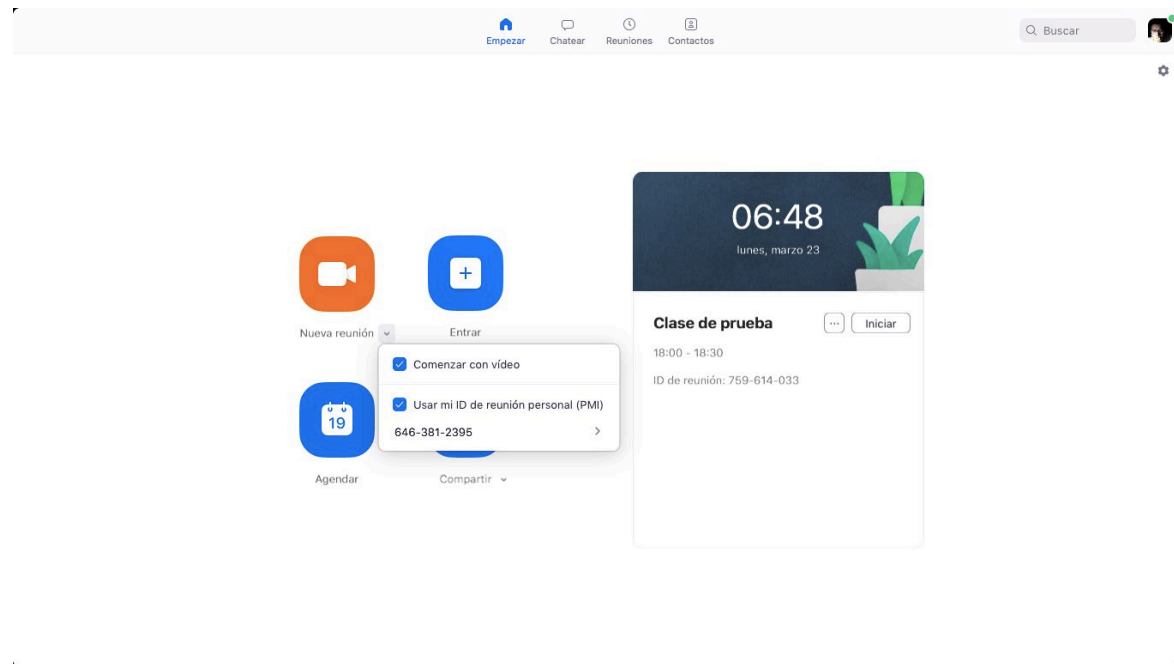 Empezar
Chatear
Reuniones
Contactos
Buscar
06:48
lunes, marzo 23
Nueva reunión
Entrar
Comenzar con vídeo
Usar mi ID de reunión personal (PMI)
646-381-2395
19
Agendar
Compartir
Clase de prueba
Iniciar
18:00 - 18:30
ID de reunión: 759-614-033